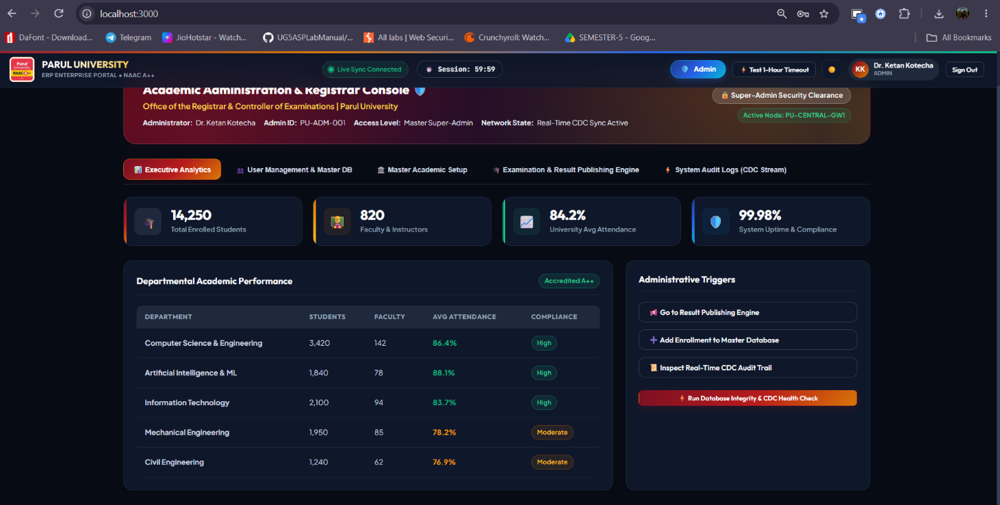 localhost:3000
DaFont - Download...
Telegram
JioHotstar - Watch...
UG5ASPLabManual/...
All labs | Web Securi...
Crunchyroll: Watch...
SEMESTER-5 - Goog...
All Bookmarks
Parul
University
NAAC A++
PARUL UNIVERSITY
ERP ENTERPRISE PORTAL • NAAC A++
Live Sync Connected
Session: 59:59
Admin
Test 1-Hour Timeout
KK
Dr. Ketan Kotecha
ADMIN
Sign Out
Academic Administration & Registrar Console
Office of the Registrar & Controller of Examinations | Parul University
Administrator: Dr. Ketan Kotecha Admin ID: PU-ADM-001 Access Level: Master Super-Admin Network State: Real-Time CDC Sync Active
Super-Admin Security Clearance
Active Node: PU-CENTRAL-GW1
Executive Analytics
User Management & Master DB
Master Academic Setup
Examination & Result Publishing Engine
System Audit Logs (CDC Stream)
14,250
Total Enrolled Students
820
Faculty & Instructors
84.2%
University Avg Attendance
99.98%
System Uptime & Compliance
Departmental Academic Performance
Accredited A++
DEPARTMENT STUDENTS FACULTY AVG ATTENDANCE COMPLIANCE
Computer Science & Engineering 3,420 142 86.4% High
Artificial Intelligence & ML 1,840 78 88.1% High
Information Technology 2,100 94 83.7% High
Mechanical Engineering 1,950 85 78.2% Moderate
Civil Engineering 1,240 62 76.9% Moderate
Administrative Triggers
Go to Result Publishing Engine
Add Enrollment to Master Database
Inspect Real-Time CDC Audit Trail
Run Database Integrity & CDC Health Check